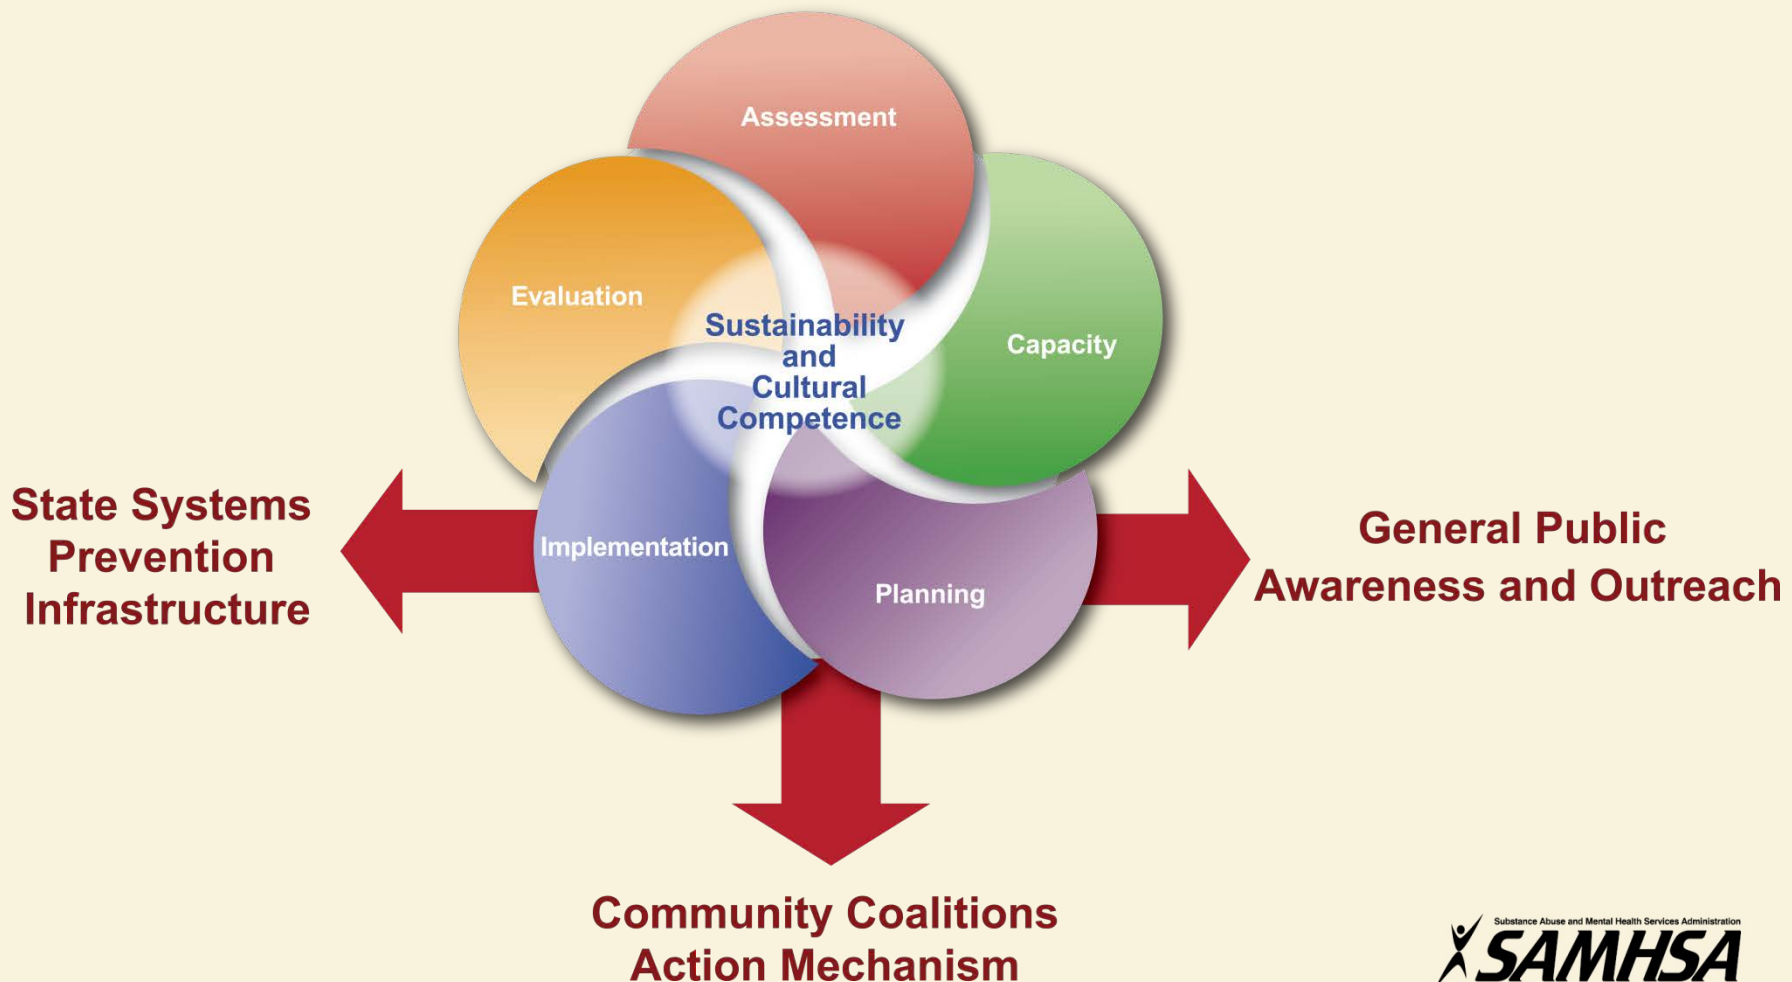 Assessment
Evaluation
Capacity
Sustainability
and
Cultural
Competence
Implementation
Planning
State Systems
Prevention
Infrastructure
General Public
Awareness and Outreach
Community Coalitions
Action Mechanism
Substance Abuse and Mental Health Services Administration
SAMHSA